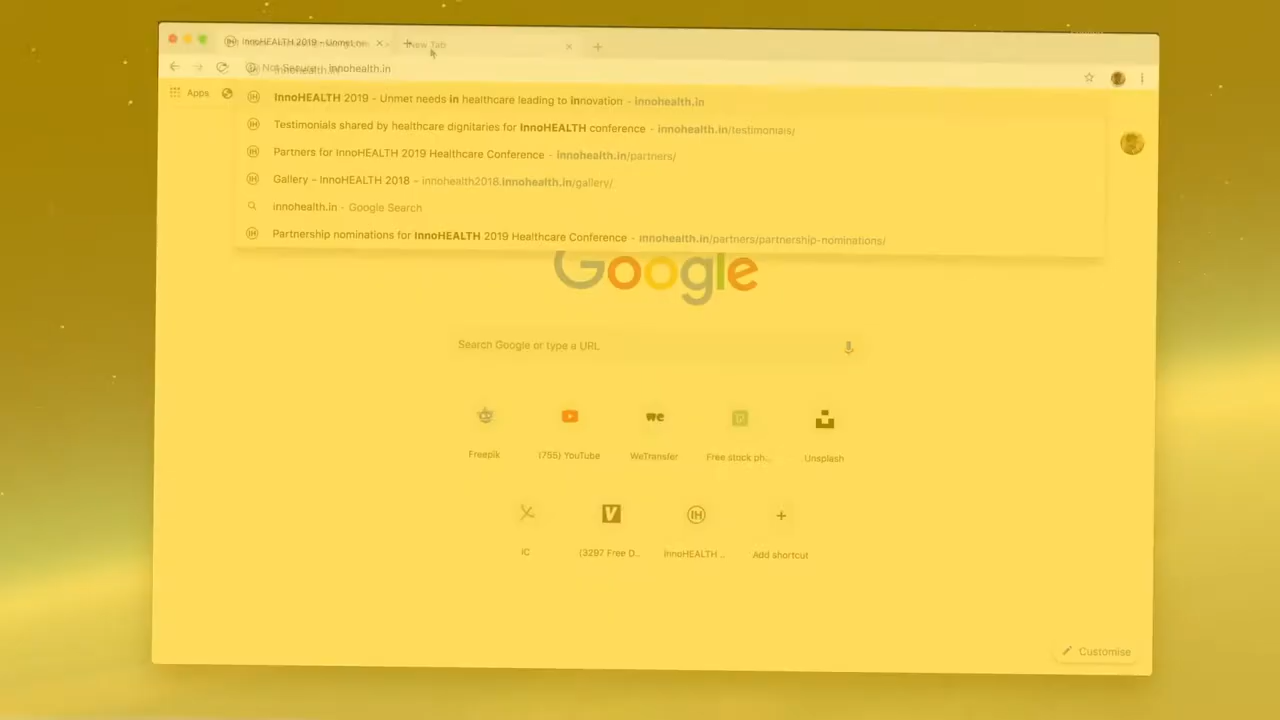 InnoHEALTH 2019 – Unmet ne
New Tab
Not Secure
innohealth.in
Apps
InnoHEALTH 2019 – Unmet needs in healthcare leading to innovation – innohealth.in
Testimonials shared by healthcare dignitaries for InnoHEALTH conference – innohealth.in/testimonials/
Partners for InnoHEALTH 2019 Healthcare Conference – innohealth.in/partners/
Gallery – InnoHEALTH 2018 – innohealth2018.innohealth.in/gallery/
innohealth.in - Google Search
Partnership nominations for InnoHEALTH 2019 Healthcare Conference – innohealth.in/partners/partnership-nominations/
Google
Search Google or type a URL
Freepik
(755) YouTube
we
WeTransfer
Free stock ph...
Unsplash
IC
V
(3297 Free D...
IH
InnoHEALTH ...
Add shortcut
Customise